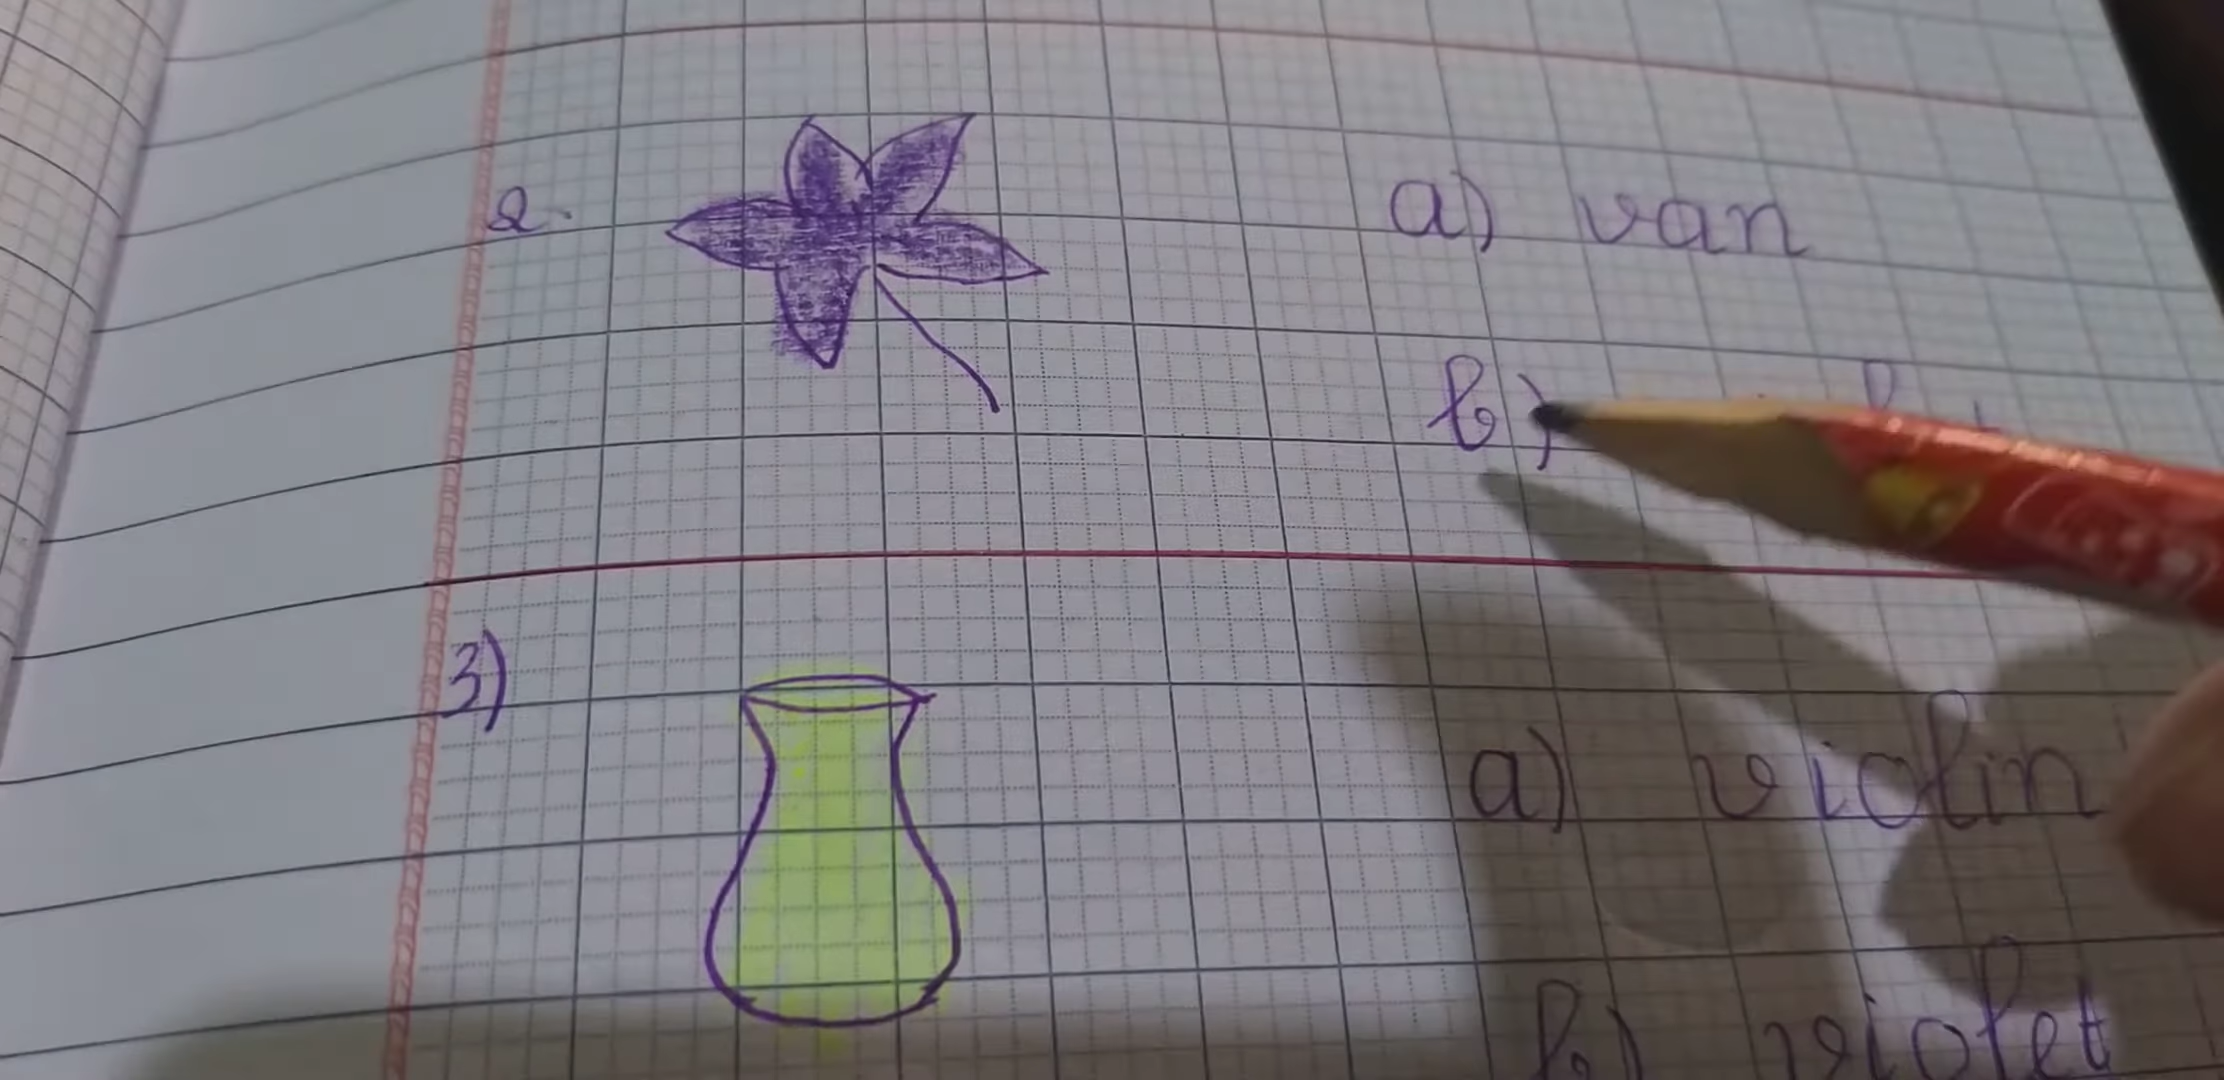 2.
a) van
b)
3)
a) violin
b) violet